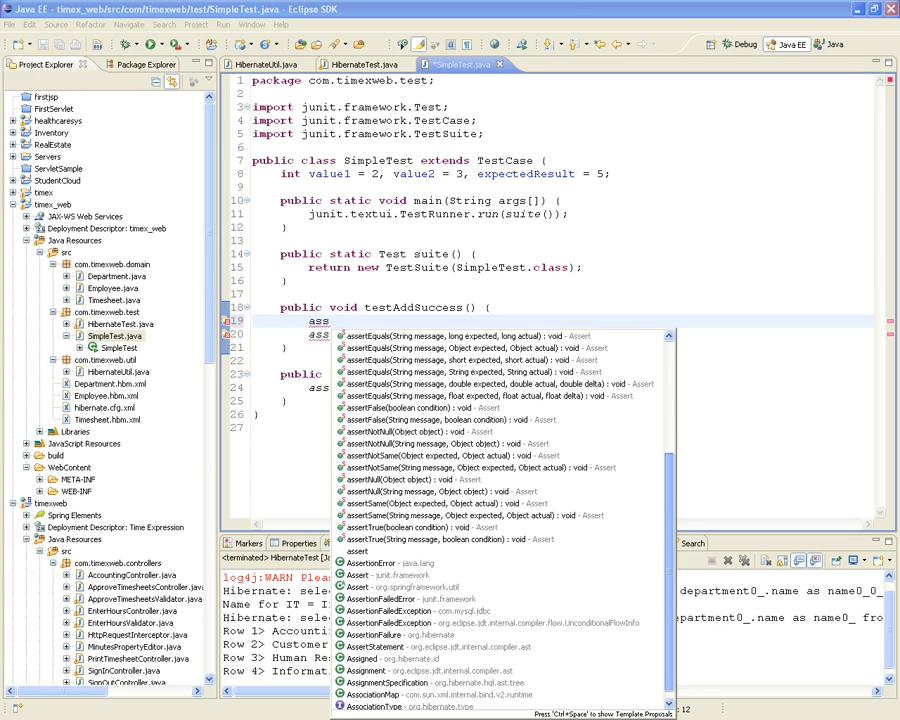 Java EE - timex_web/src/com/timexweb/test/SimpleTest.java - Eclipse SDK
File Edit Source Refactor Navigate Search Project Run Window Help
Debug Java EE Java
Project Explorer Package Explorer
HibernateUtil.java HibernateTest.java *SimpleTest.java
firstjsp
FirstServlet
healthcaresys
Inventory
RealEstate
Servers
ServletSample
StudentCloud
timex
timex_web
JAX-WS Web Services
Deployment Descriptor: timex_web
Java Resources
src
com.timexweb.domain
Department.java
Employee.java
Timesheet.java
com.timexweb.test
HibernateTest.java
SimpleTest.java
SimpleTest
com.timexweb.util
HibernateUtil.java
Department.hbm.xml
Employee.hbm.xml
hibernate.cfg.xml
Timesheet.hbm.xml
Libraries
JavaScript Resources
build
WebContent
META-INF
WEB-INF
timexweb
Spring Elements
Deployment Descriptor: Time Expression
Java Resources
src
com.timexweb.controllers
AccountingController.java
ApproveTimesheetsController.java
ApproveTimesheetsValidator.java
EnterHoursController.java
EnterHoursValidator.java
HttpRequestInterceptor.java
MinutesPropertyEditor.java
PrintTimesheetController.java
SignInController.java
SignOutController.java
1 package com.timexweb.test;
2
3 import junit.framework.Test;
4 import junit.framework.TestCase;
5 import junit.framework.TestSuite;
6
7 public class SimpleTest extends TestCase {
8 int value1 = 2, value2 = 3, expectedResult = 5;
9
10 public static void main(String args[]) {
11 junit.textui.TestRunner.run(suite());
12 }
13
14 public static Test suite() {
15 return new TestSuite(SimpleTest.class);
16 }
17
18 public void testAddSuccess() {
19 ass
20 ass
21 }
22
23 public
24 ass
25 }
26 }
27
assertEquals(String message, long expected, long actual) : void - Assert
assertEquals(String message, Object expected, Object actual) : void - Assert
assertEquals(String message, short expected, short actual) : void - Assert
assertEquals(String message, String expected, String actual) : void - Assert
assertEquals(String message, double expected, double actual, double delta) : void - Assert
assertEquals(String message, float expected, float actual, float delta) : void - Assert
assertFalse(boolean condition) : void - Assert
assertFalse(String message, boolean condition) : void - Assert
assertNotNull(Object object) : void - Assert
assertNotNull(String message, Object object) : void - Assert
assertNotSame(Object expected, Object actual) : void - Assert
assertNotSame(String message, Object expected, Object actual) : void - Assert
assertNull(Object object) : void - Assert
assertNull(String message, Object object) : void - Assert
assertSame(Object expected, Object actual) : void - Assert
assertSame(String message, Object expected, Object actual) : void - Assert
assertTrue(boolean condition) : void - Assert
assertTrue(String message, boolean condition) : void - Assert
assert
AssertionError - java.lang
Assert - junit.framework
Assert - org.springframework.util
AssertionFailedError - junit.framework
AssertionFailedException - com.mysql.jdbc
AssertionFailedException - org.eclipse.jdt.internal.compiler.flow.UnconditionalFlowInfo
AssertionFailure - org.hibernate
AssertStatement - org.eclipse.jdt.internal.compiler.ast
Assigned - org.hibernate.id
Assignment - org.eclipse.jdt.internal.compiler.ast
AssignmentSpecification - org.hibernate.hql.ast.tree
AssociationMap - com.sun.xml.internal.bind.v2.runtime
AssociationType - org.hibernate.type
Press 'Ctrl+Space' to show Template Proposals
Markers Properties Search
<terminated> HibernateTest [Ja
log4j:WARN Pleas
Hibernate: selec department0_.name as name0_0_
Name for IT = In
Hibernate: selec department0_.name as name0_ fro
Row 1> Accountin
Row 2> Customer
Row 3> Human Res
Row 4> Informati
: 12